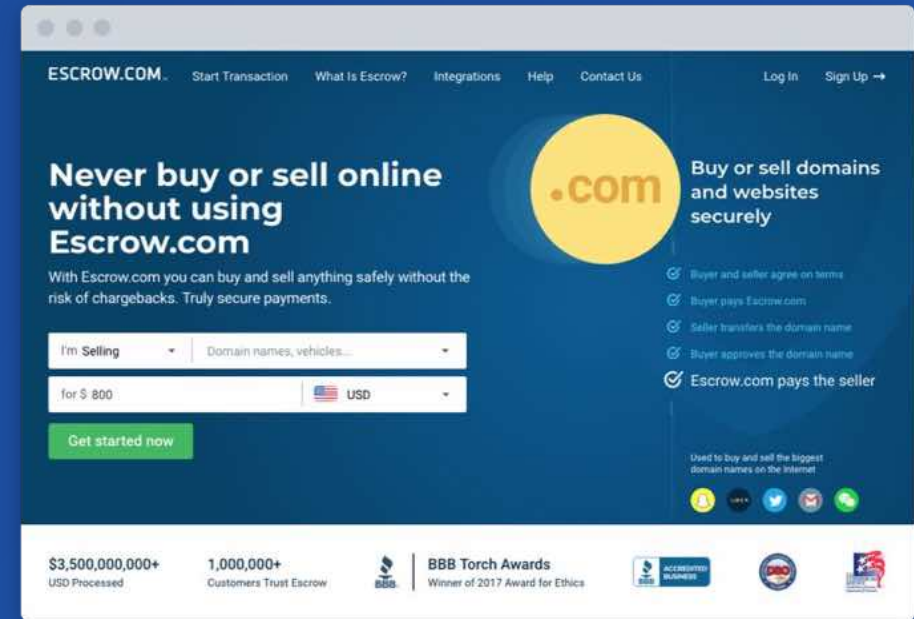 ESCROW.COM
Start Transaction
What Is Escrow?
Integrations
Help
Contact Us
Log In
Sign Up →
Never buy or sell online
without using
Escrow.com
With Escrow.com you can buy and sell anything safely without the
risk of chargebacks. Truly secure payments.
I'm Selling
Domain names, vehicles...
for $ 800
USD
Get started now
.com
Buy or sell domains
and websites
securely
Buyer and seller agree on terms
Buyer pays Escrow.com
Seller transfers the domain name
Buyer approves the domain name
Escrow.com pays the seller
Used to buy and sell the biggest
domain names on the Internet
UBER
$3,500,000,000+
USD Processed
1,000,000+
Customers Trust Escrow
BBB
BBB Torch Awards
Winner of 2017 Award for Ethics
BBB
ACCREDITED
BUSINESS